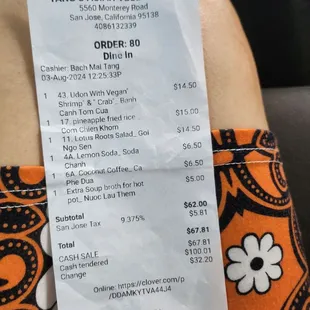 5560 Monterey Road
San Jose, California 95138
4086132339
ORDER: 80
Dine In
Cashier: Bach Mai Tang
03-Aug-2024 12:25:33P
1 43. Udon With Vegan' $14.50
Shrimp' & " Crab'_ Banh
Canh Tom Cua
1 17. pineapple fried rice_ $15.00
Com Chien Khom
1 11. Lotus Roots Salad_ Goi $14.50
Ngo Sen
1 4A. Lemon Soda_ Soda $6.50
Chanh
1 6A. Coconut Coffee_ Ca $6.50
Phe Dua
1 Extra Soup broth for hot $5.00
pot_ Nuoc Lau Them
Subtotal $62.00
San Jose Tax 9.375% $5.81
Total $67.81
CASH SALE $67.81
Cash tendered $100.01
Change $32.20
Online: https://clover.com/p
/DDAMKYTVA44J4